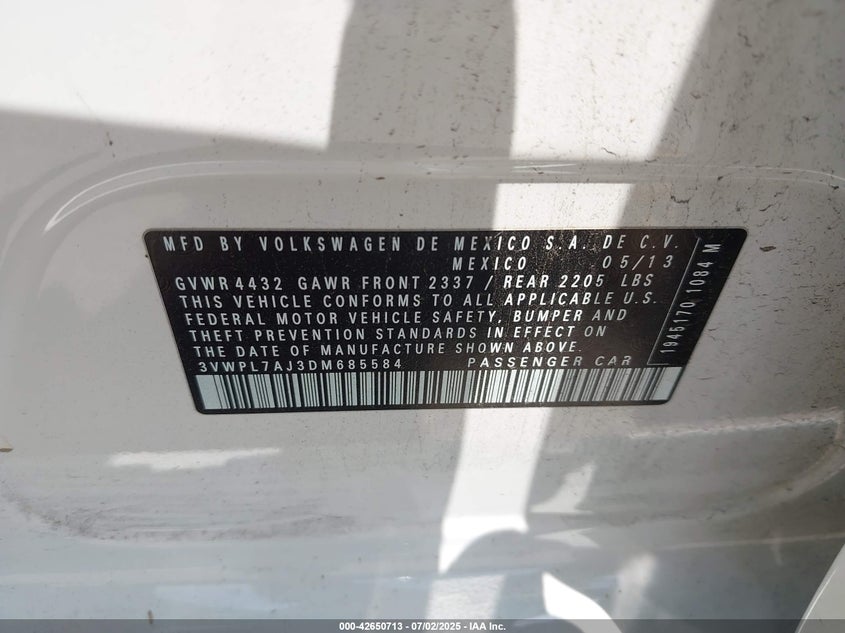 MFD BY VOLKSWAGEN DE MEXICO S.A. DE C.V.
MEXICO 05/13
GVWR 4432 GAWR FRONT 2337 / REAR 2205 LBS
THIS VEHICLE CONFORMS TO ALL APPLICABLE U.S.
FEDERAL MOTOR VEHICLE SAFETY, BUMPER AND
THEFT PREVENTION STANDARDS IN EFFECT ON
THE DATE OF MANUFACTURE SHOWN ABOVE.
3VWPL7AJ3DM685584 PASSENGER CAR
1945170 1084 M
000-42650713 - 07/02/2025 - IAA Inc.